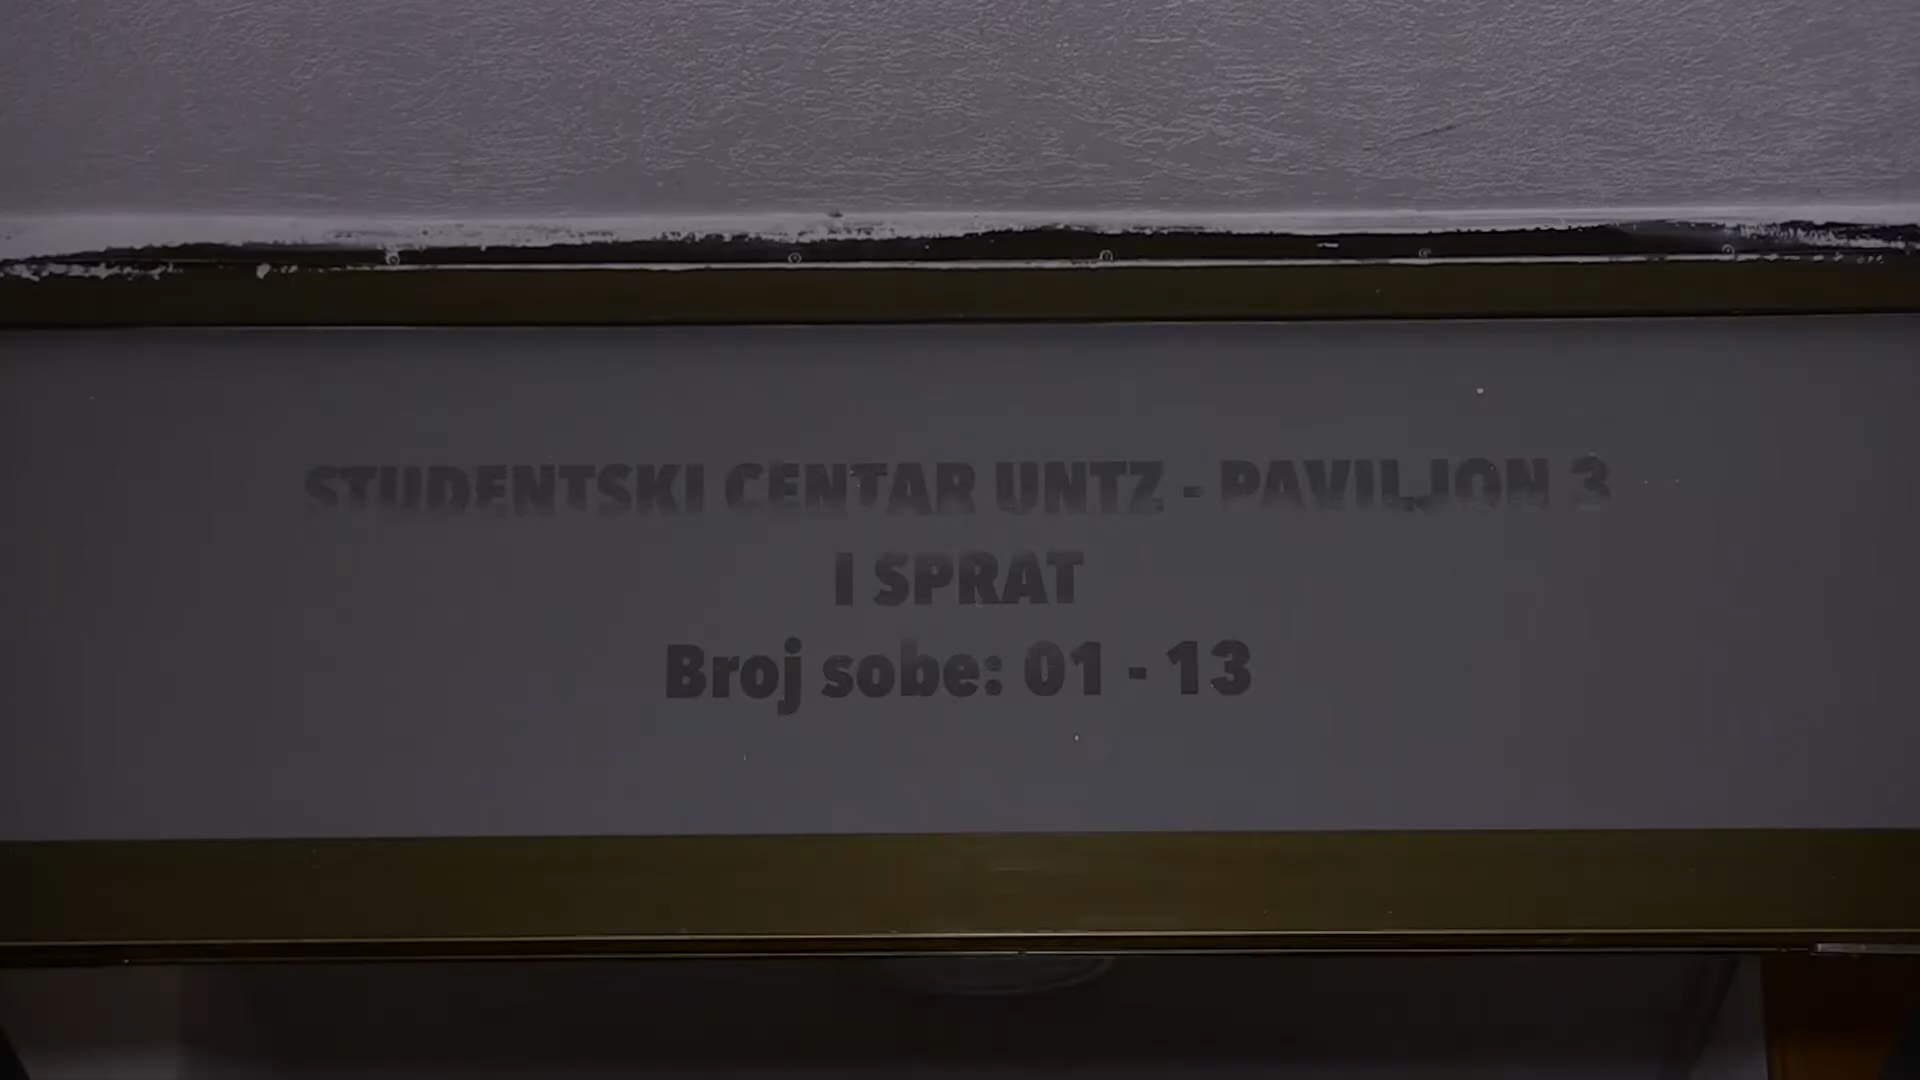 STUDENTSKI CENTAR UNTZ - PAVILJON 3
I SPRAT
Broj sobe: 01 - 13